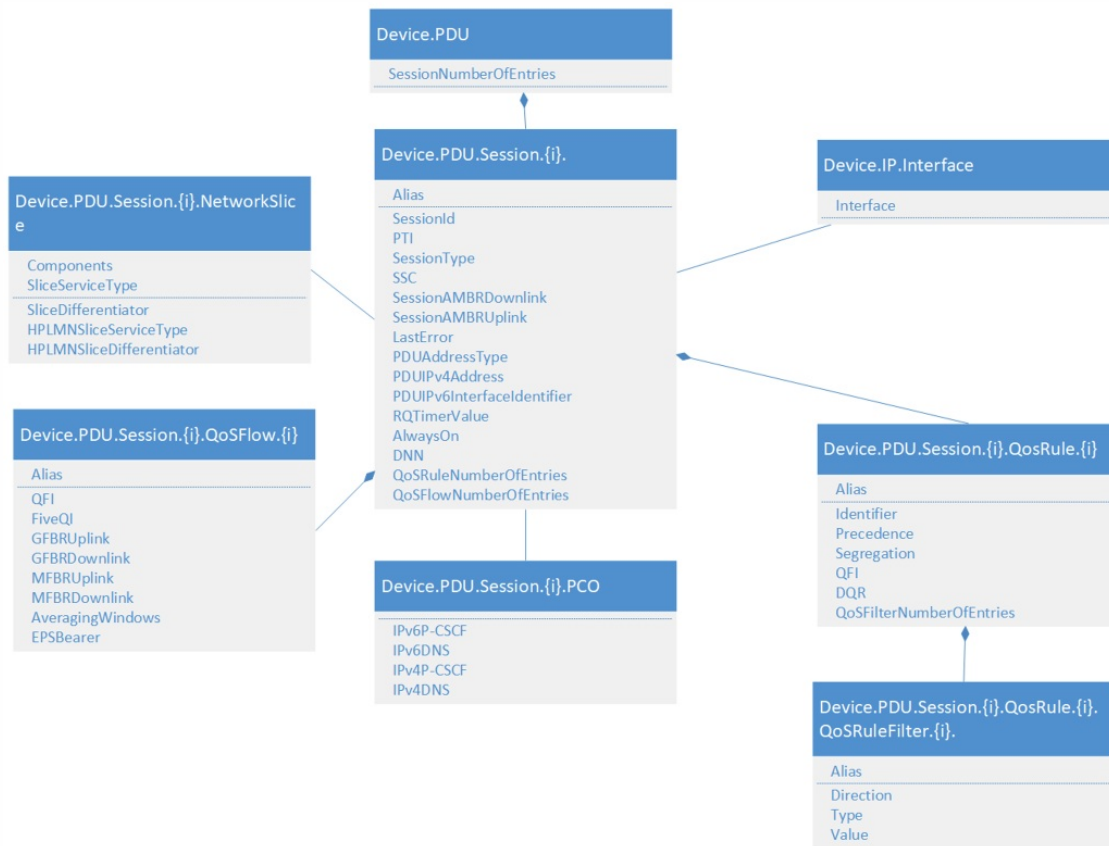 Device.PDU
SessionNumberOfEntries
Device.PDU.Session.{i}.
Alias
SessionId
PTI
SessionType
SSC
SessionAMBRDownlink
SessionAMBRUplink
LastError
PDUAddressType
PDUIPv4Address
PDUIPv6InterfaceIdentifier
RQTimerValue
AlwaysOn
DNN
QoSRuleNumberOfEntries
QoSFlowNumberOfEntries
Device.IP.Interface
Interface
Device.PDU.Session.{i}.NetworkSlic
e
Components
SliceServiceType
SliceDifferentiator
HPLMNSliceServiceType
HPLMNSliceDifferentiator
Device.PDU.Session.{i}.QoSFlow.{i}
Alias
QFI
FiveQI
GFBRUplink
GFBRDownlink
MFBRUplink
MFBRDownlink
AveragingWindows
EPSBearer
Device.PDU.Session.{i}.PCO
IPv6P-CSCF
IPv6DNS
IPv4P-CSCF
IPv4DNS
Device.PDU.Session.{i}.QosRule.{i}
Alias
Identifier
Precedence
Segregation
QFI
DQR
QoSFilterNumberOfEntries
Device.PDU.Session.{i}.QosRule.{i}.
QoSRuleFilter.{i}.
Alias
Direction
Type
Value